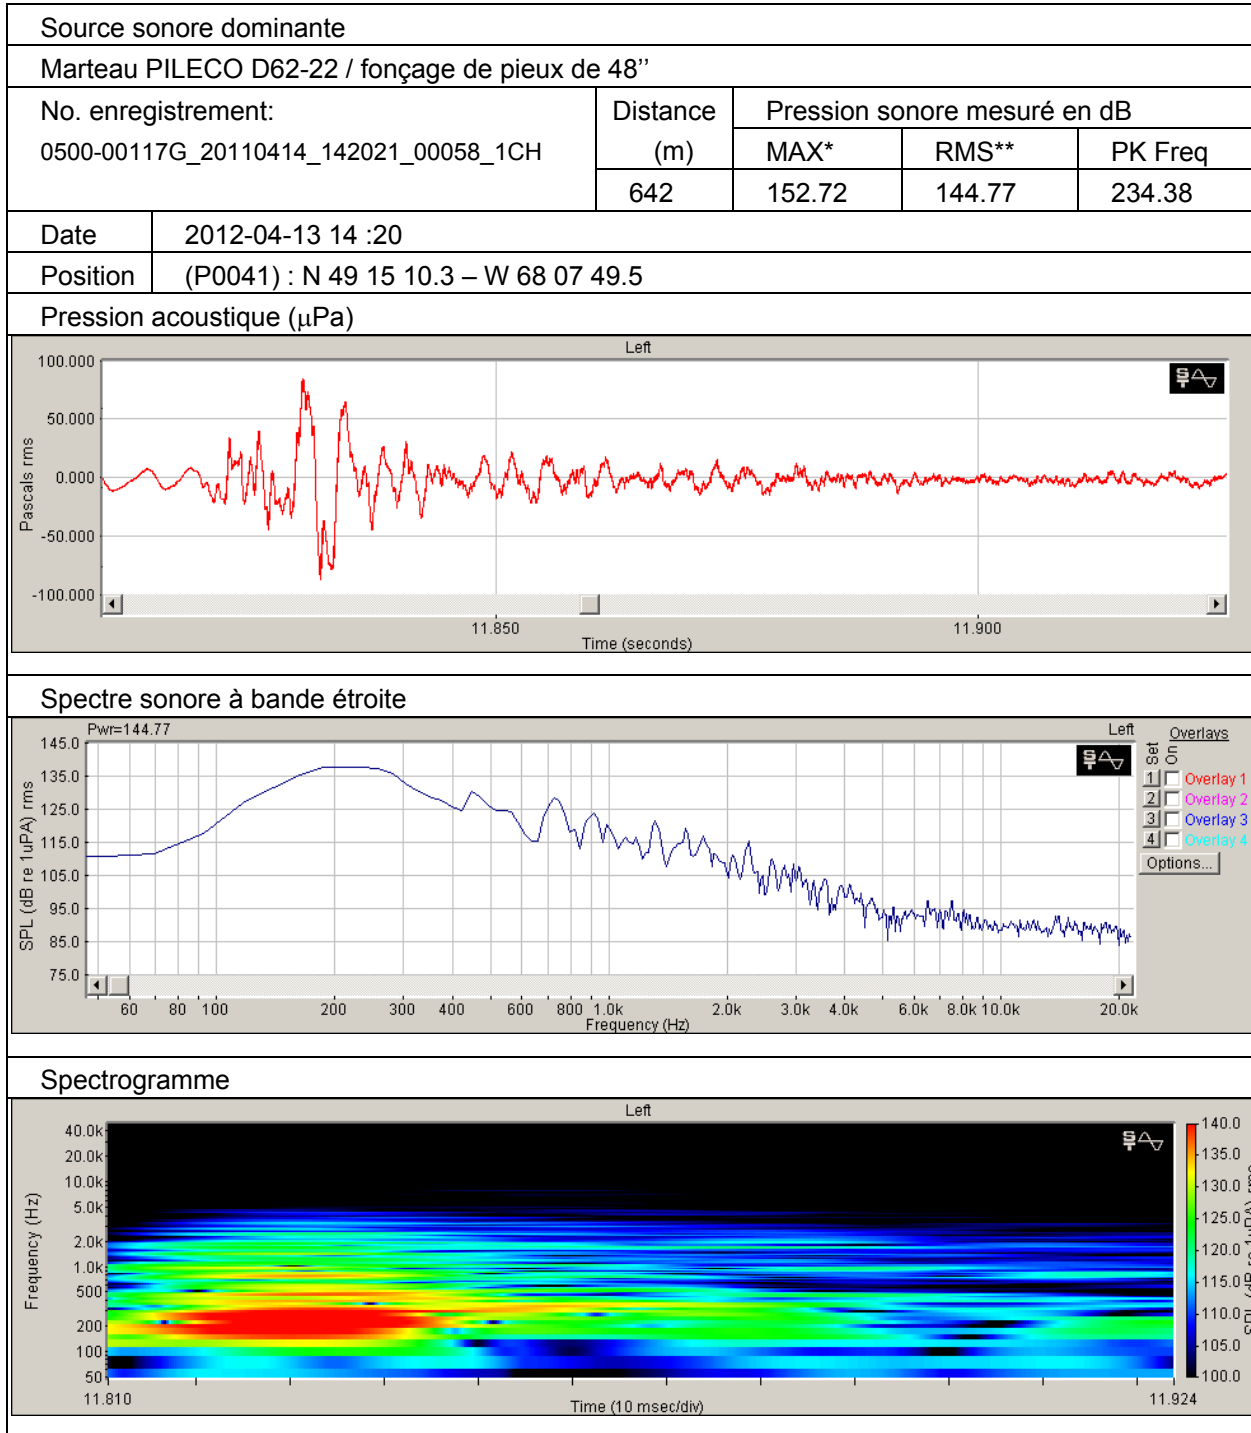 Source sonore dominante
Marteau PILECO D62-22 / fonçage de pieux de 48’’
No. enregistrement:
0500-00117G_20110414_142021_00058_1CH
Distance
(m)
Pression sonore mesuré en dB
MAX*
RMS**
PK Freq
642
152.72
144.77
234.38
Date
2012-04-13 14 :20
Position
(P0041) : N 49 15 10.3 – W 68 07 49.5
Pression acoustique (µPa)
Left
100.000
50.000
0.000
-50.000
-100.000
Pascals rms
11.850
11.900
Time (seconds)
Spectre sonore à bande étroite
Pwr=144.77
Left
145.0
135.0
125.0
115.0
105.0
95.0
85.0
75.0
SPL (dB re 1uPA) rms
60 80 100 200 300 400 600 800 1.0k 2.0k 3.0k 4.0k 6.0k 8.0k 10.0k 20.0k
Frequency (Hz)
Overlays
Set
On
1 Overlay 1
2 Overlay 2
3 Overlay 3
4 Overlay 4
Options...
Spectrogramme
Left
40.0k
20.0k
10.0k
5.0k
2.0k
1.0k
500
200
100
50
Frequency (Hz)
11.810
11.924
Time (10 msec/div)
140.0
135.0
130.0
125.0
120.0
115.0
110.0
105.0
100.0
SPL (dB re 1uPA) rms